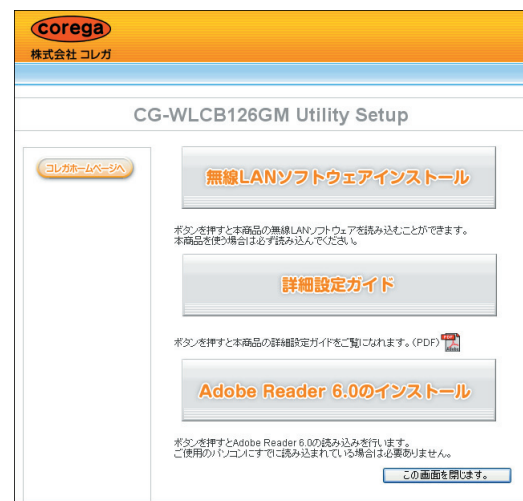 corega
株式会社 コレガ
CG-WLCB126GM Utility Setup
コレガホームページへ
無線LANソフトウェアインストール
ボタンを押すと本商品の無線LANソフトウェアを読み込むことができます。
本商品を使う場合は必ず読み込んでください。
詳細設定ガイド
ボタンを押すと本商品の詳細設定ガイドをご覧になれます。(PDF)
Adobe Reader 6.0のインストール
ボタンを押すとAdobe Reader 6.0の読み込みを行います。
ご使用のパソコンにすでに読み込まれている場合は必要ありません。
この画面を閉じます。